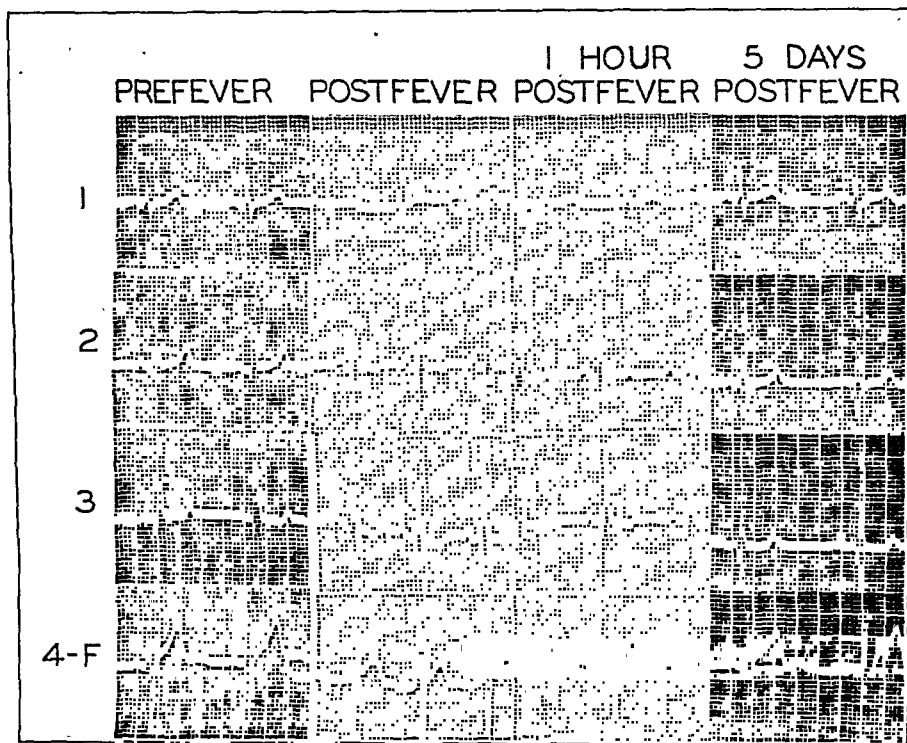 1 HOUR 5 DAYS
PREFEVER POSTFEVER POSTFEVER POSTFEVER
1
2
3
4-F